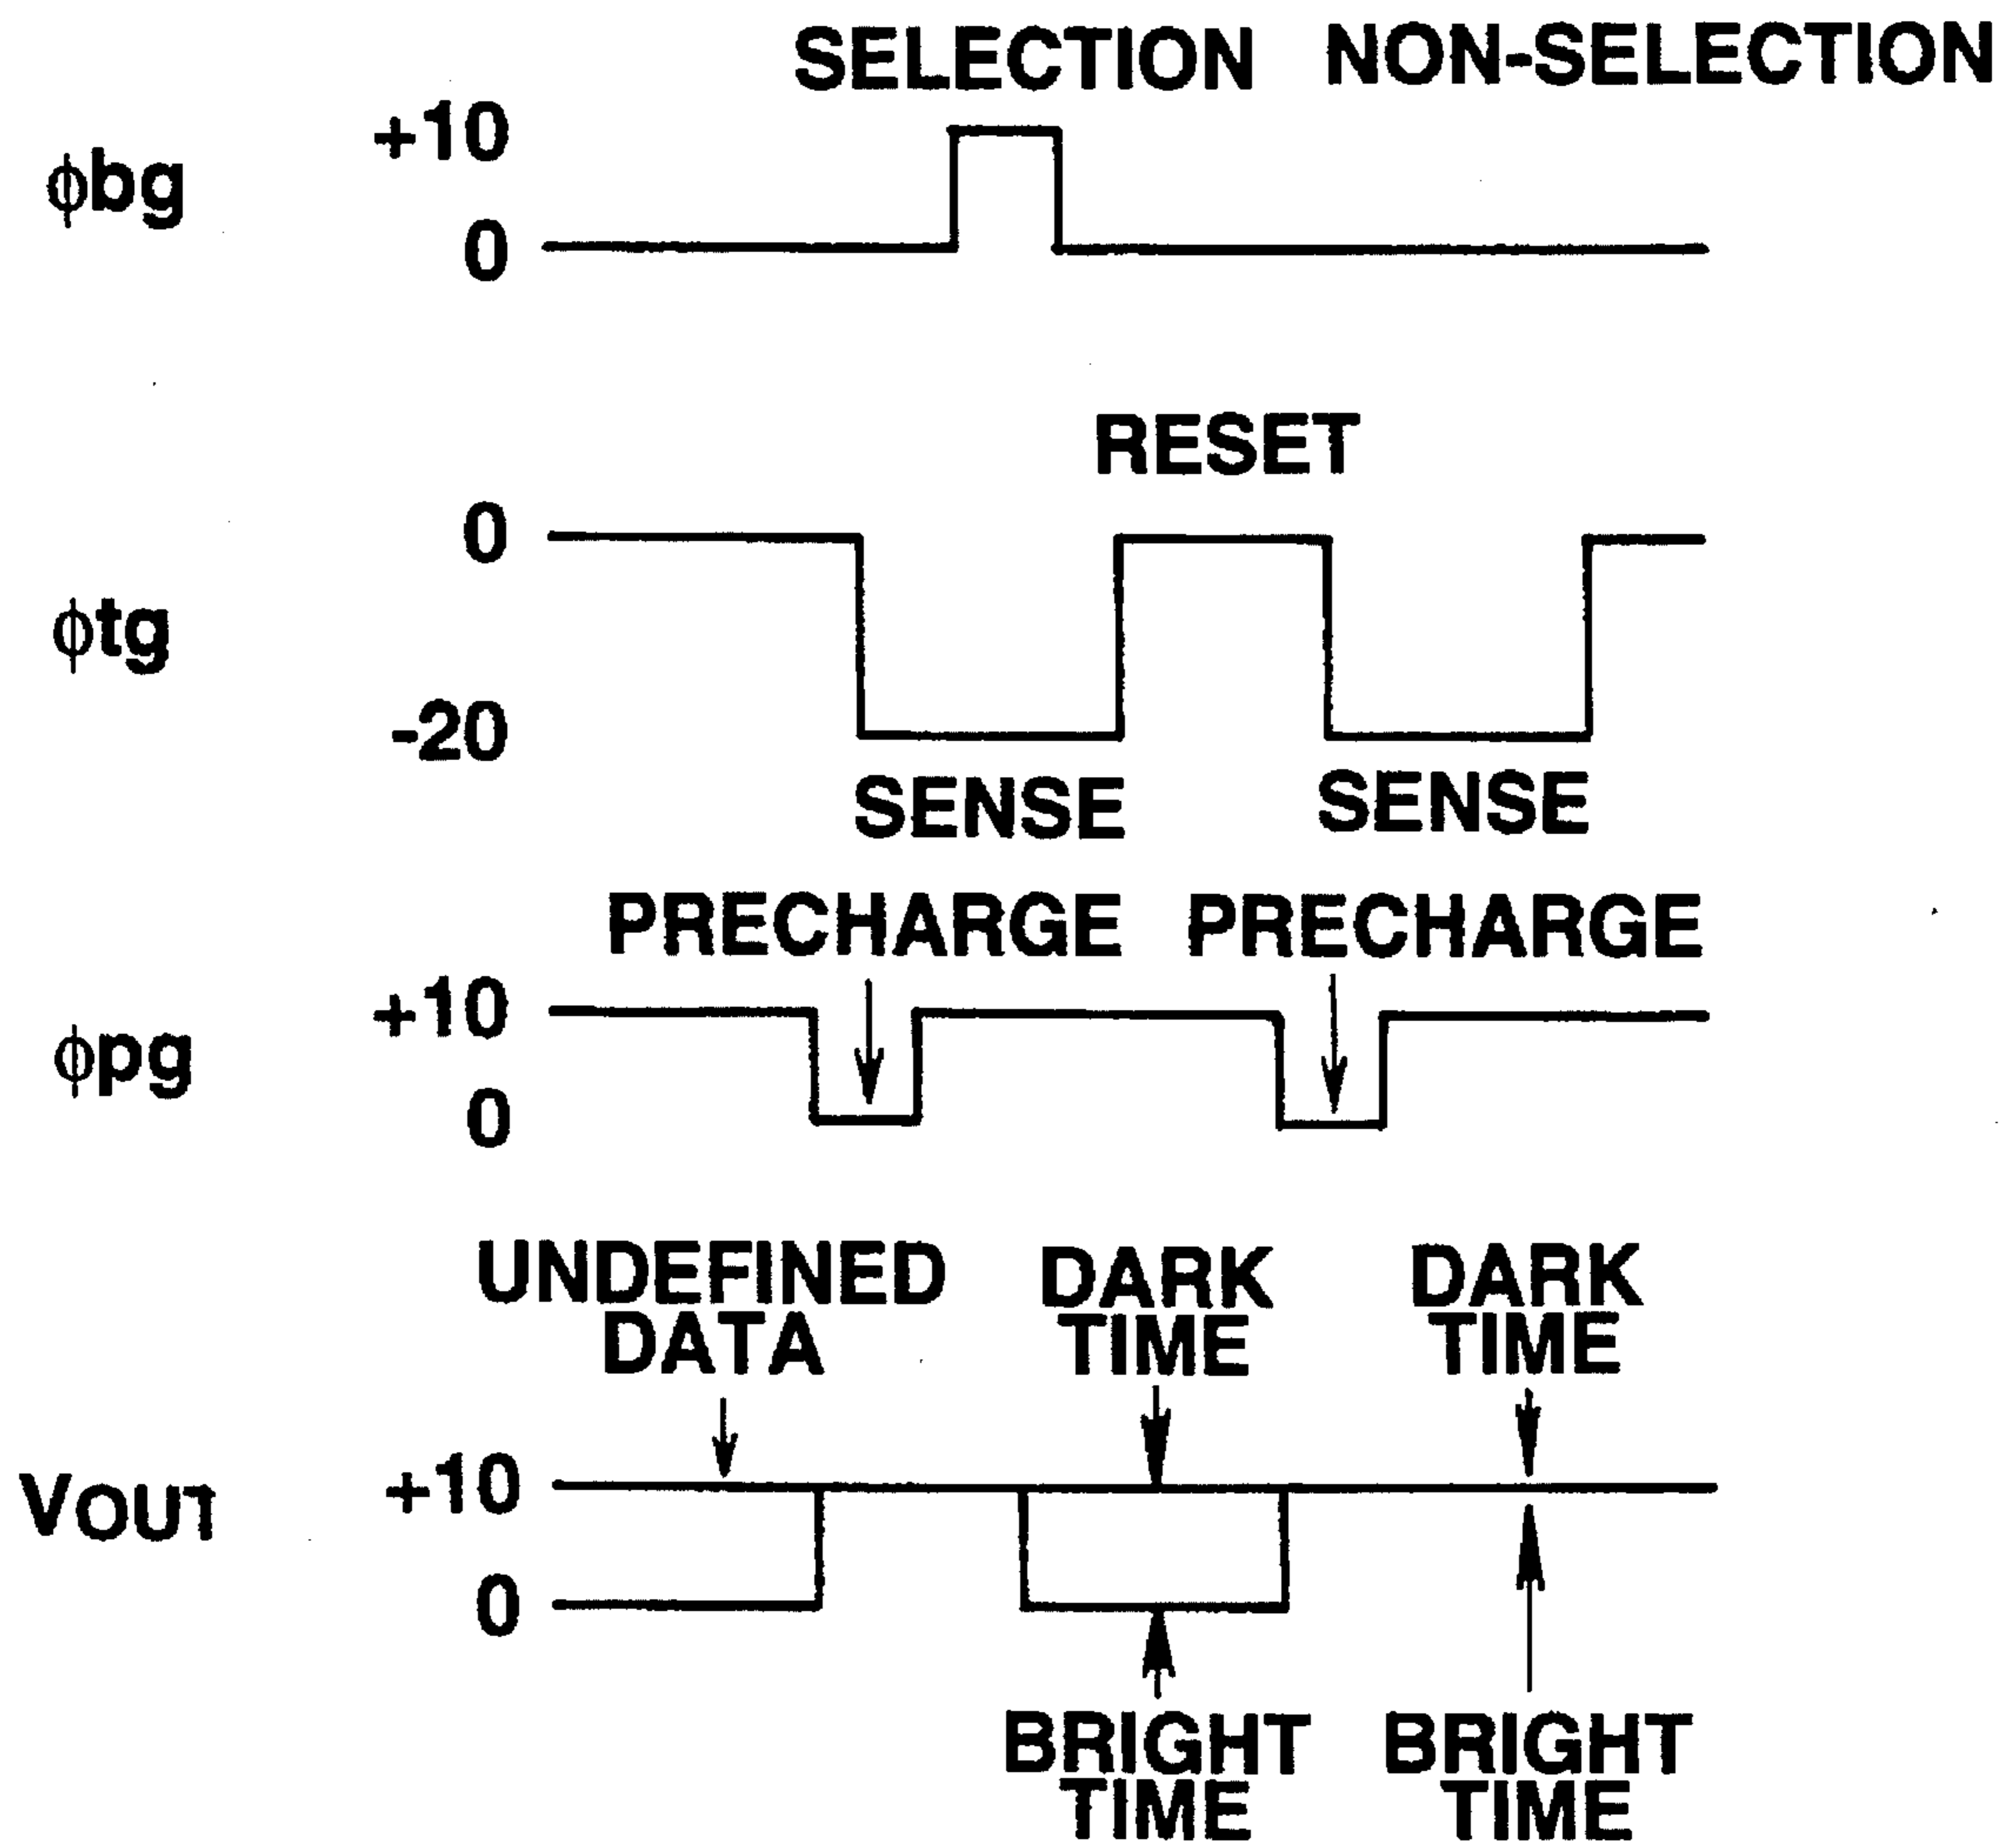 SELECTION NON-SELECTION
+10
ϕbg
0
RESET
0
ϕtg
-20
SENSE SENSE
PRECHARGE PRECHARGE
+10
ϕpg
0
UNDEFINED DATA
DARK TIME
DARK TIME
VOUT
+10
0
BRIGHT TIME
BRIGHT TIME